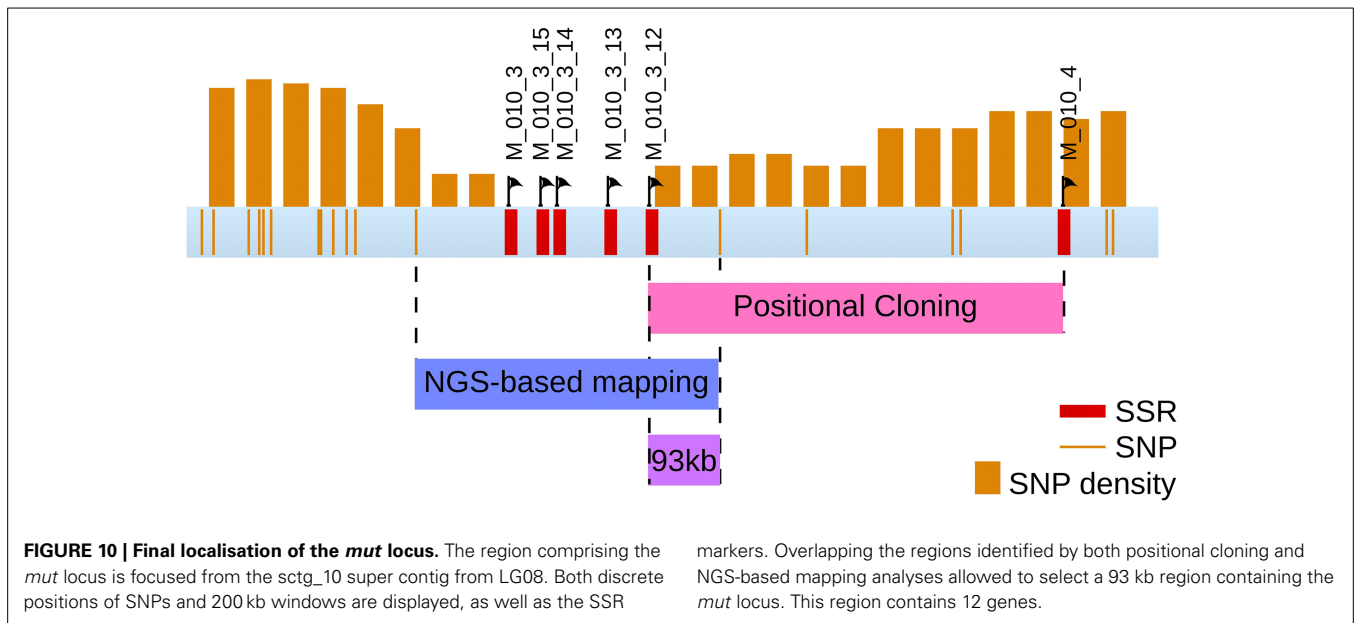 M_010_3
M_010_3_15
M_010_3_14
M_010_3_13
M_010_3_12
M_010_4
Positional Cloning
NGS-based mapping
93kb
SSR
SNP
SNP density
FIGURE 10 | Final localisation of the mut locus. The region comprising the
mut locus is focused from the sctg_10 super contig from LG08. Both discrete
positions of SNPs and 200 kb windows are displayed, as well as the SSR
markers. Overlapping the regions identified by both positional cloning and
NGS-based mapping analyses allowed to select a 93 kb region containing the
mut locus. This region contains 12 genes.